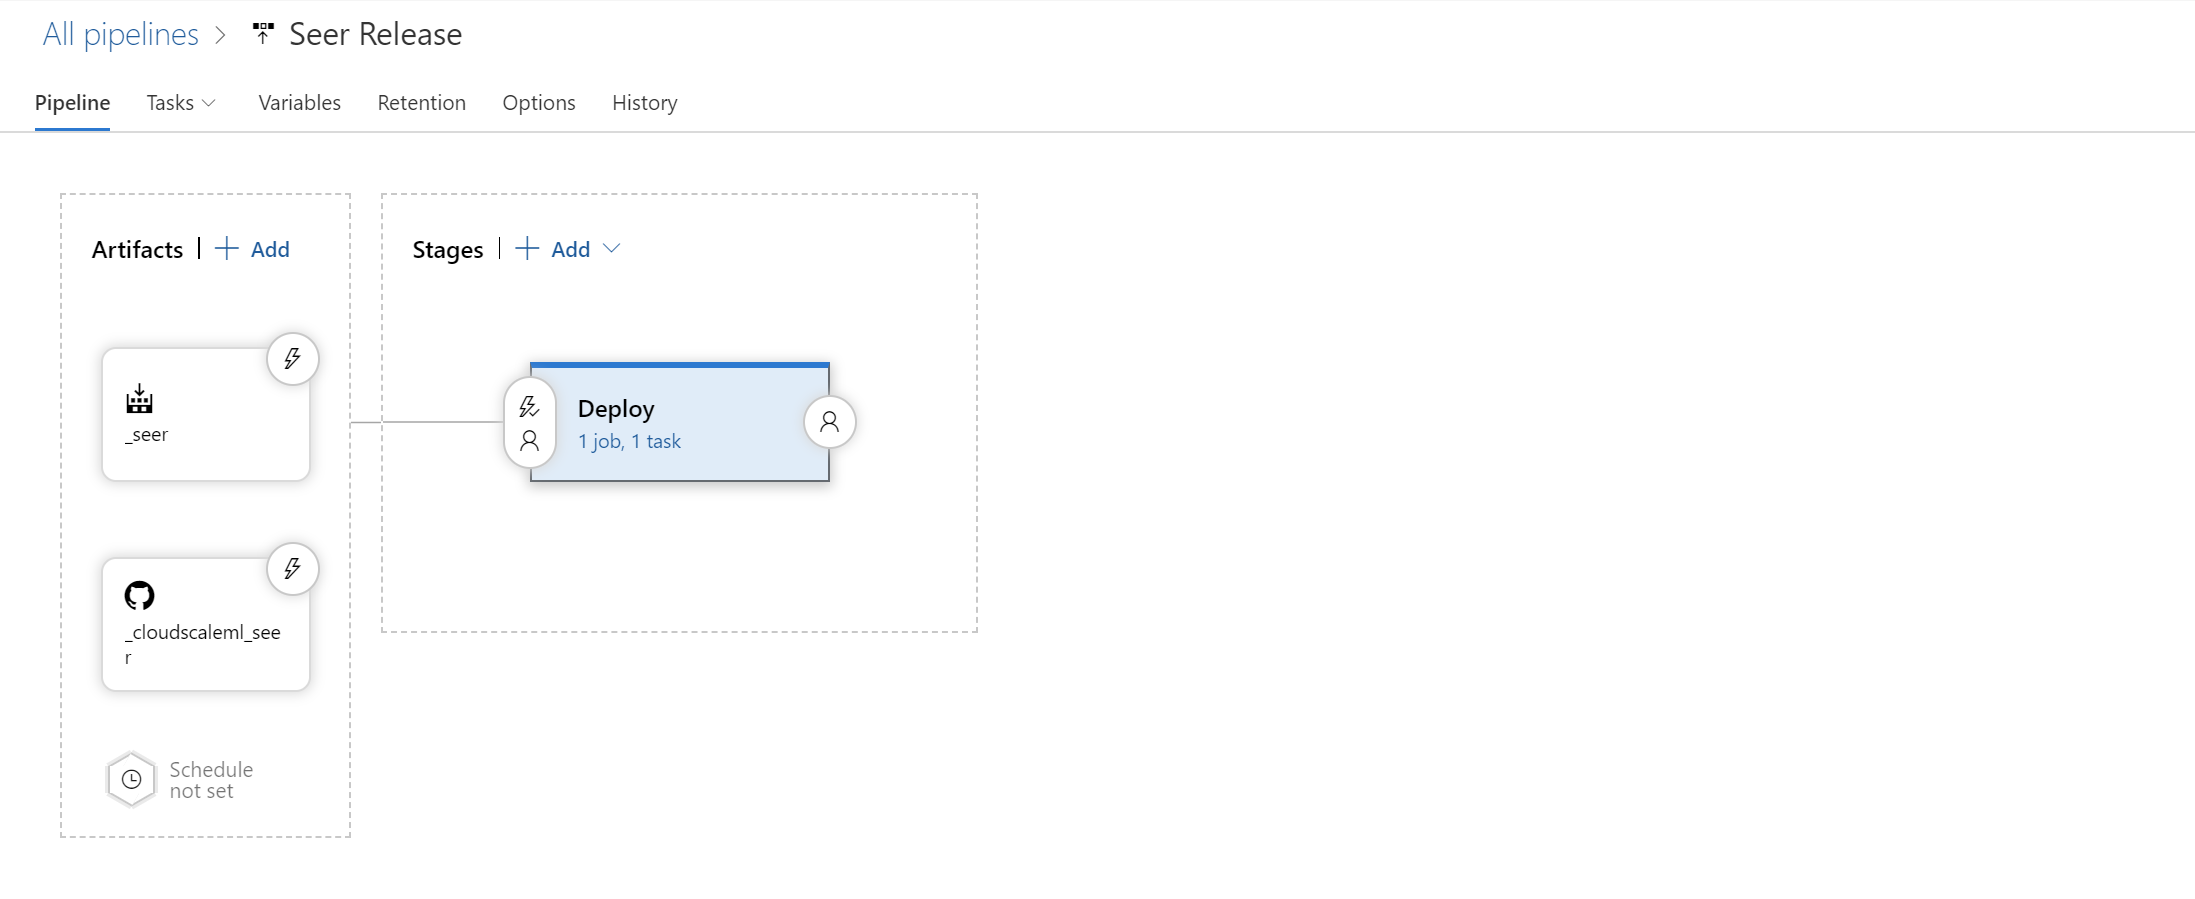 All pipelines > Seer Release
Pipeline Tasks Variables Retention Options History
Artifacts | + Add
Stages | + Add
_seer
Deploy
1 job, 1 task
_cloudscaleml_see
r
Schedule
not set